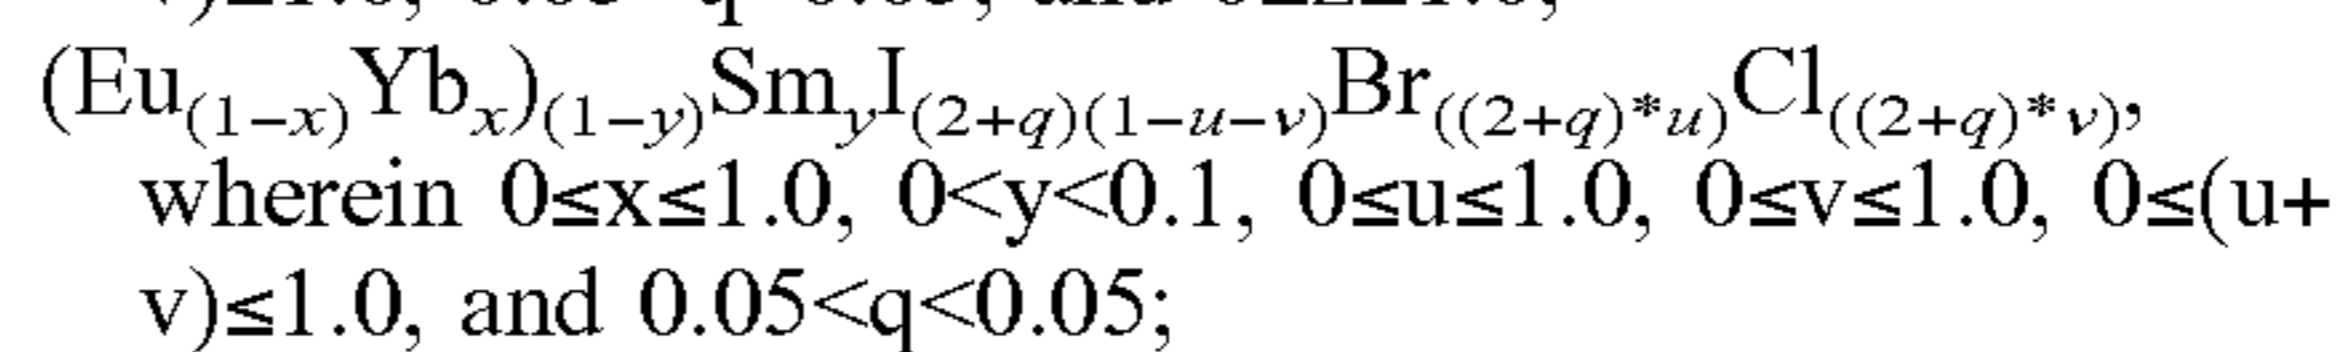 (Eu(1−x)Ybx)(1−y)SmyI(2+q)(1−u−v)Br((2+q)*u)Cl((2+q)*v),
wherein 0≤x≤1.0, 0<y<0.1, 0≤u≤1.0, 0≤v≤1.0, 0≤(u+
v)≤1.0, and 0.05<q<0.05;